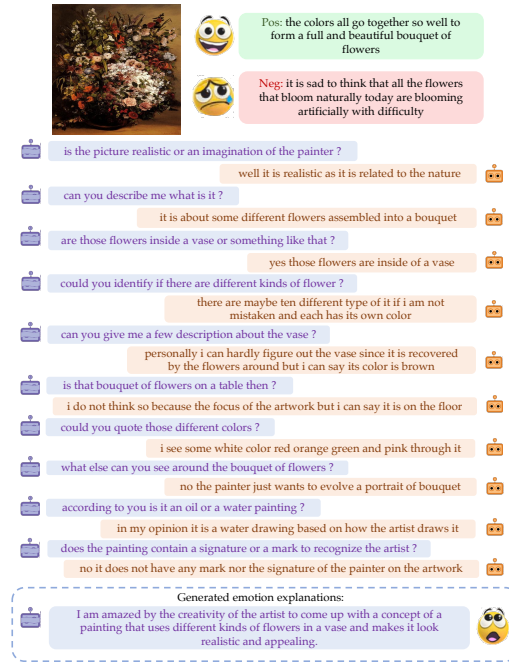 Pos: the colors all go together so well to
form a full and beautiful bouquet of
flowers
Neg: it is sad to think that all the flowers
that bloom naturally today are blooming
artificially with difficulty
is the picture realistic or an imagination of the painter ?
well it is realistic as it is related to the nature
can you describe me what is it ?
it is about some different flowers assembled into a bouquet
are those flowers inside a vase or something like that ?
yes those flowers are inside of a vase
could you identify if there are different kinds of flower ?
there are maybe ten different type of it if i am not
mistaken and each has its own color
can you give me a few description about the vase ?
personally i can hardly figure out the vase since it is recovered
by the flowers around but i can say its color is brown
is that bouquet of flowers on a table then ?
i do not think so because the focus of the artwork but i can say it is on the floor
could you quote those different colors ?
i see some white color red orange green and pink through it
what else can you see around the bouquet of flowers ?
no the painter just wants to evolve a portrait of bouquet
according to you is it an oil or a water painting ?
in my opinion it is a water drawing based on how the artist draws it
does the painting contain a signature or a mark to recognize the artist ?
no it does not have any mark nor the signature of the painter on the artwork
Generated emotion explanations:
I am amazed by the creativity of the artist to come up with a concept of a
painting that uses different kinds of flowers in a vase and makes it look
realistic and appealing.